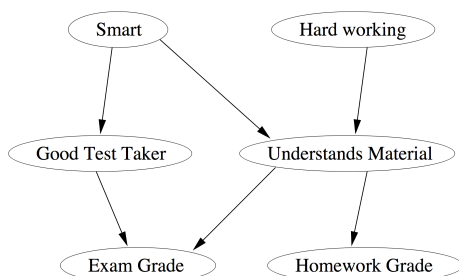 Smart
Hard working
Good Test Taker
Understands Material
Exam Grade
Homework Grade